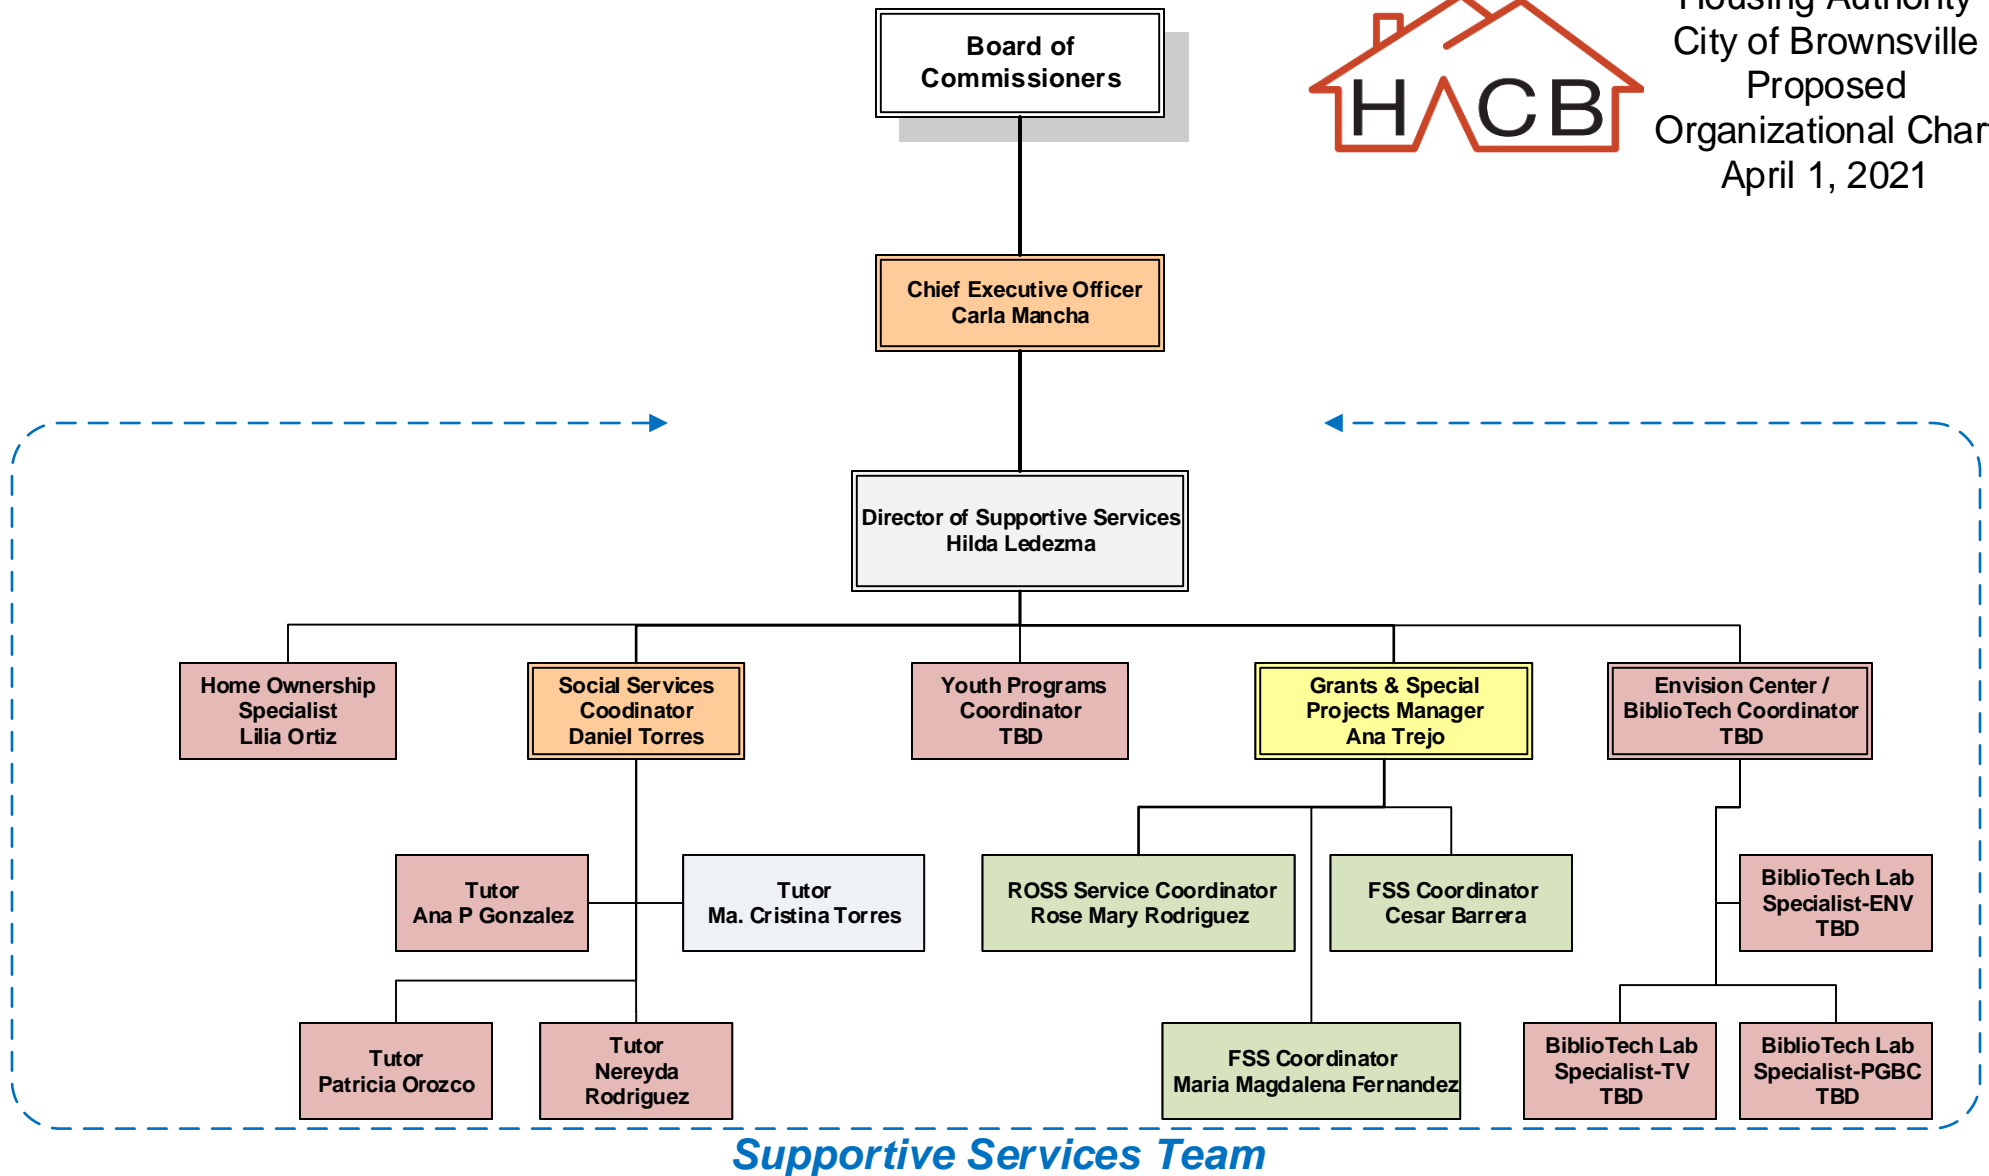 Board of
Commissioners
HACB
Housing Authority
City of Brownsville
Proposed
Organizational Char
April 1, 2021
Chief Executive Officer
Carla Mancha
Director of Supportive Services
Hilda Ledezma
Home Ownership
Specialist
Lilia Ortiz
Social Services
Coodinator
Daniel Torres
Youth Programs
Coordinator
TBD
Grants & Special
Projects Manager
Ana Trejo
Envision Center /
BiblioTech Coordinator
TBD
Tutor
Ana P Gonzalez
Tutor
Ma. Cristina Torres
ROSS Service Coordinator
Rose Mary Rodriguez
FSS Coordinator
Cesar Barrera
BiblioTech Lab
Specialist-ENV
TBD
Tutor
Patricia Orozco
Tutor
Nereyda
Rodriguez
FSS Coordinator
Maria Magdalena Fernandez
BiblioTech Lab
Specialist-TV
TBD
BiblioTech Lab
Specialist-PGBC
TBD
Supportive Services Team